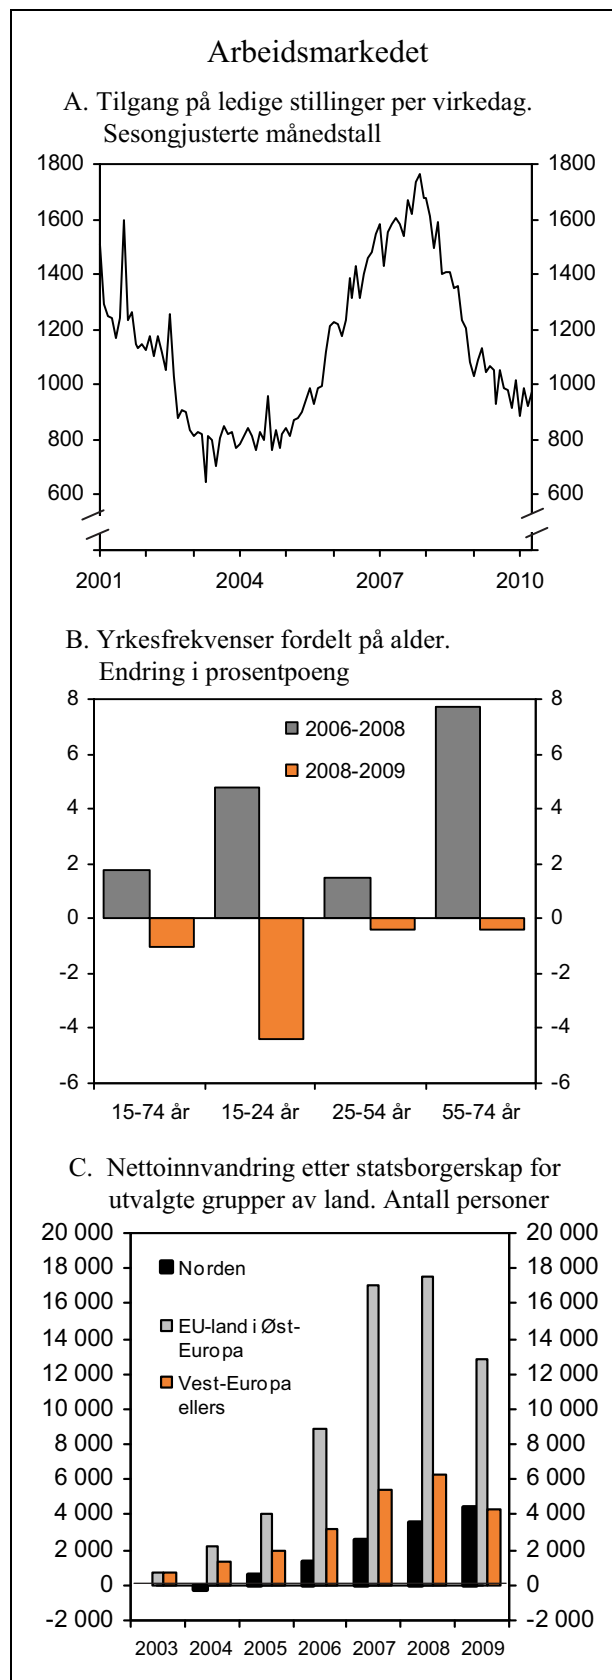 Arbeidsmarkedet
A. Tilgang på ledige stillinger per virkedag.
Sesongjusterte månedstall
1800 1800
1600 1600
1400 1400
1200 1200
1000 1000
800 800
600 600
2001 2004 2007 2010
B. Yrkesfrekvenser fordelt på alder.
Endring i prosentpoeng
8 8
2006-2008
6 6
2008-2009
4 4
2 2
0 0
-2 -2
-4 -4
-6 -6
15-74 år 15-24 år 25-54 år 55-74 år
C. Nettoinnvandring etter statsborgerskap for
utvalgte grupper av land. Antall personer
20 000 20 000
18 000 Norden 18 000
16 000 16 000
EU-land i Øst-
14 000 Europa 14 000
12 000 Vest-Europa 12 000
ellers
10 000 10 000
8 000 8 000
6 000 6 000
4 000 4 000
2 000 2 000
0 0
-2 000 -2 000
2003 2004 2005 2006 2007 2008 2009